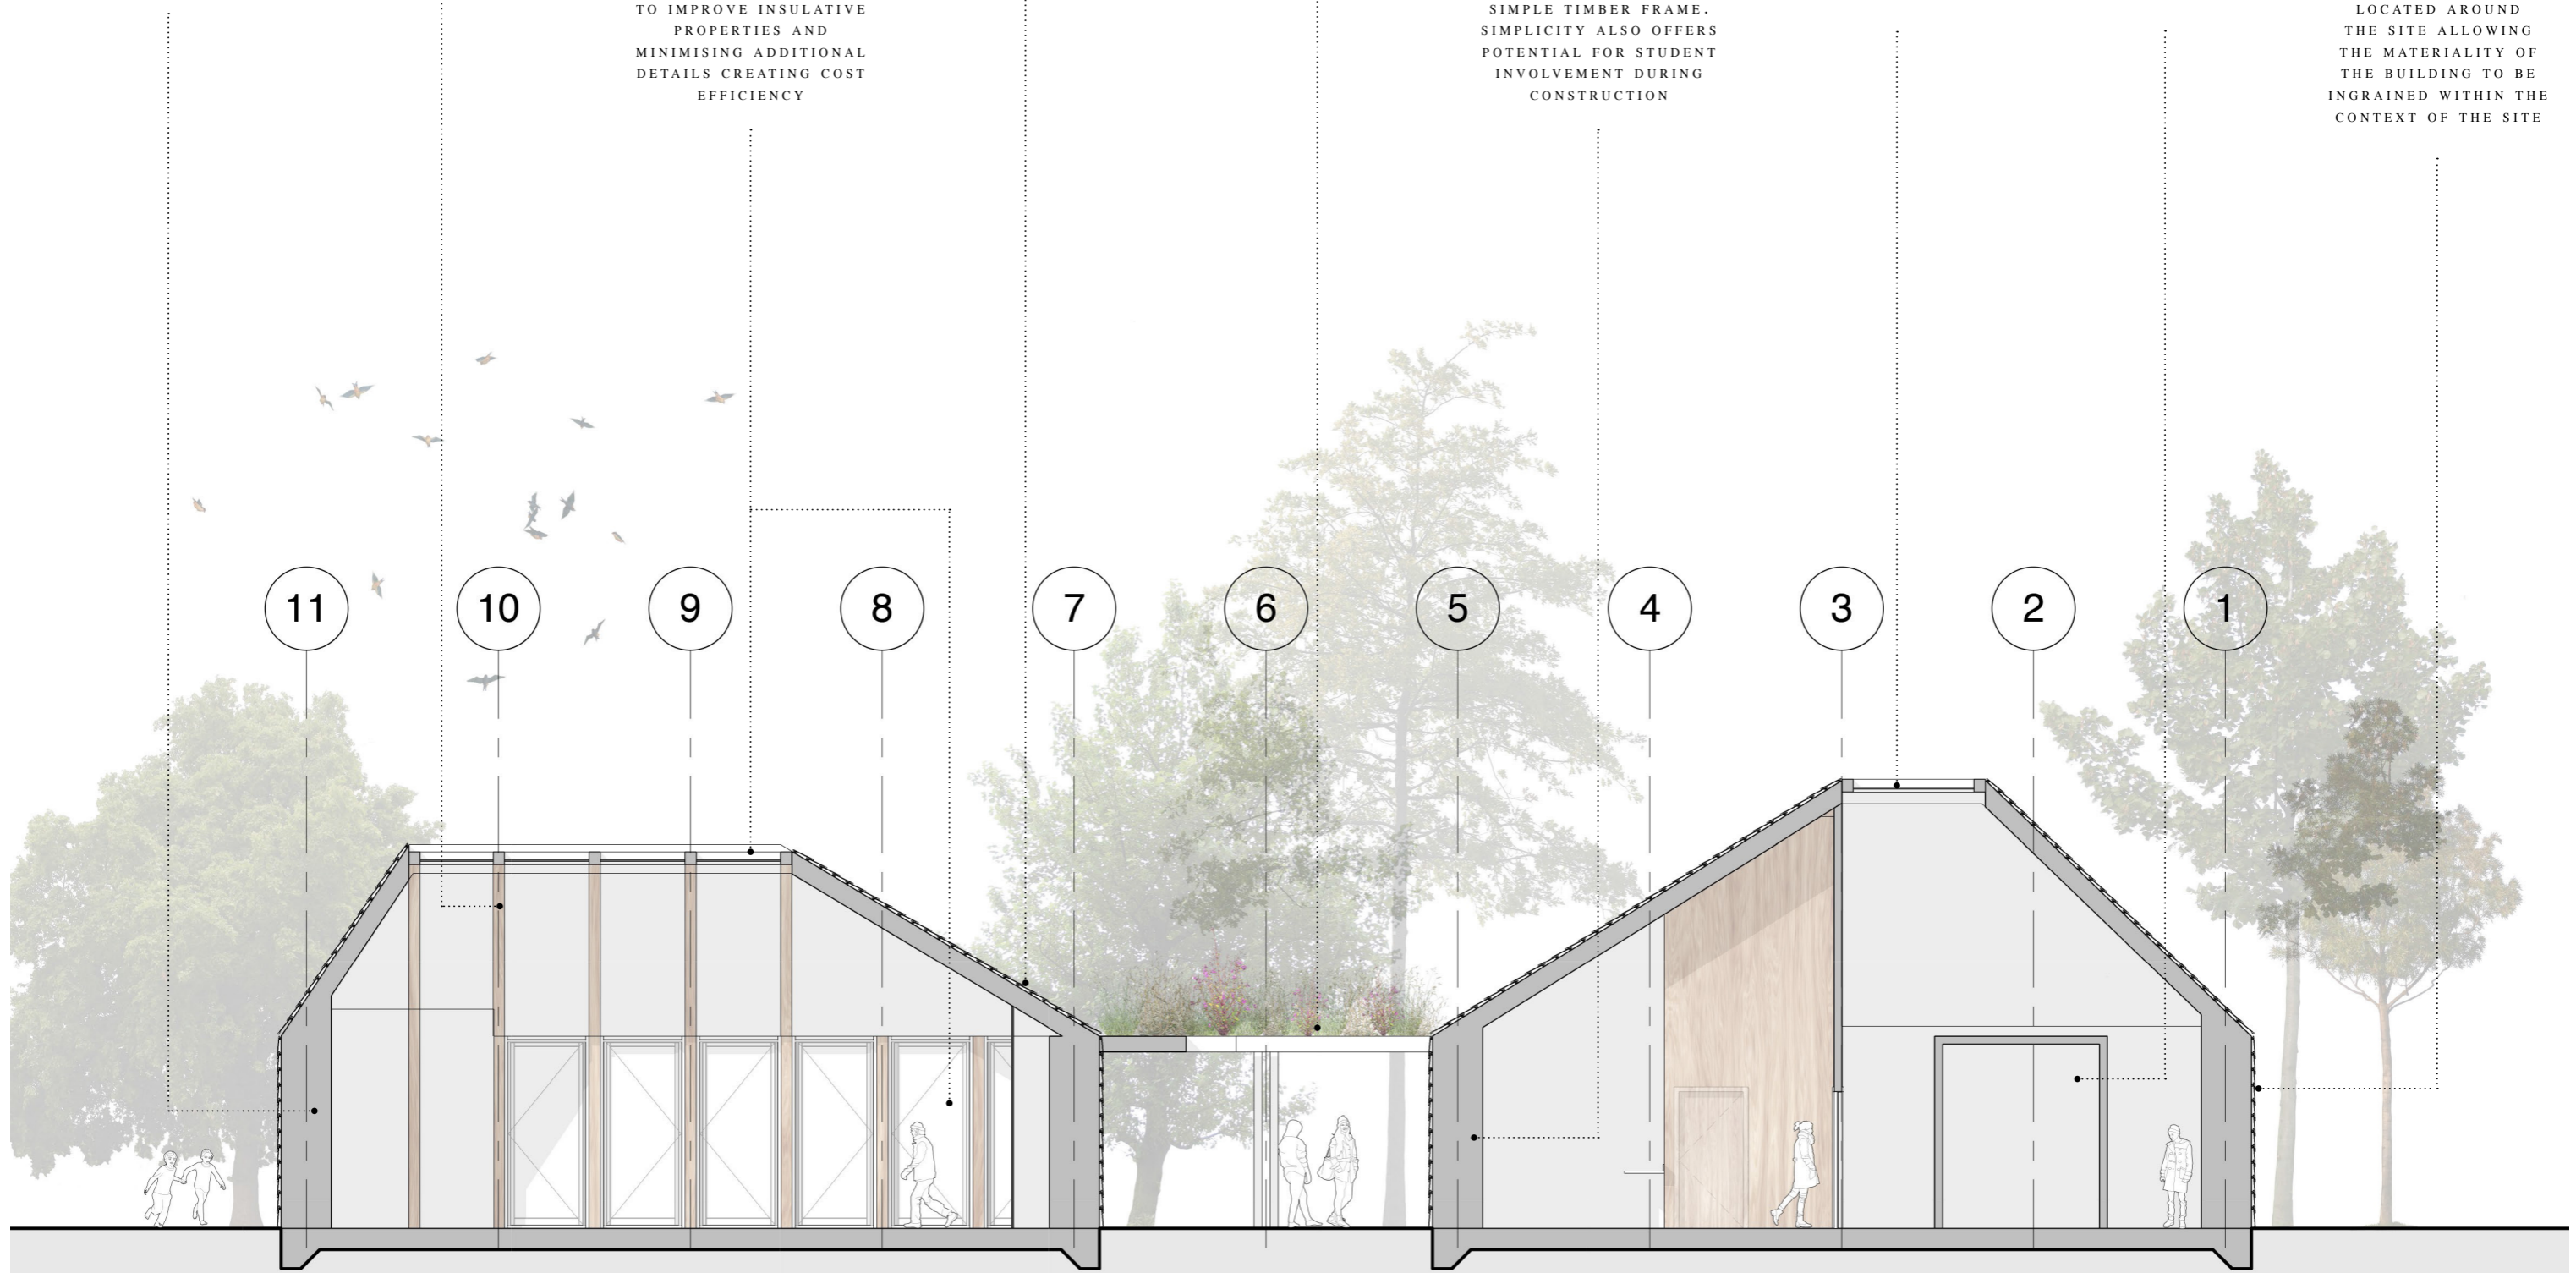 TO IMPROVE INSULATIVE
PROPERTIES AND
MINIMISING ADDITIONAL
DETAILS CREATING COST
EFFICIENCY
SIMPLE TIMBER FRAME.
SIMPLICITY ALSO OFFERS
POTENTIAL FOR STUDENT
INVOLVEMENT DURING
CONSTRUCTION
LOCATED AROUND
THE SITE ALLOWING
THE MATERIALITY OF
THE BUILDING TO BE
INGRAINED WITHIN THE
CONTEXT OF THE SITE
11 10 9 8 7 6 5 4 3 2 1